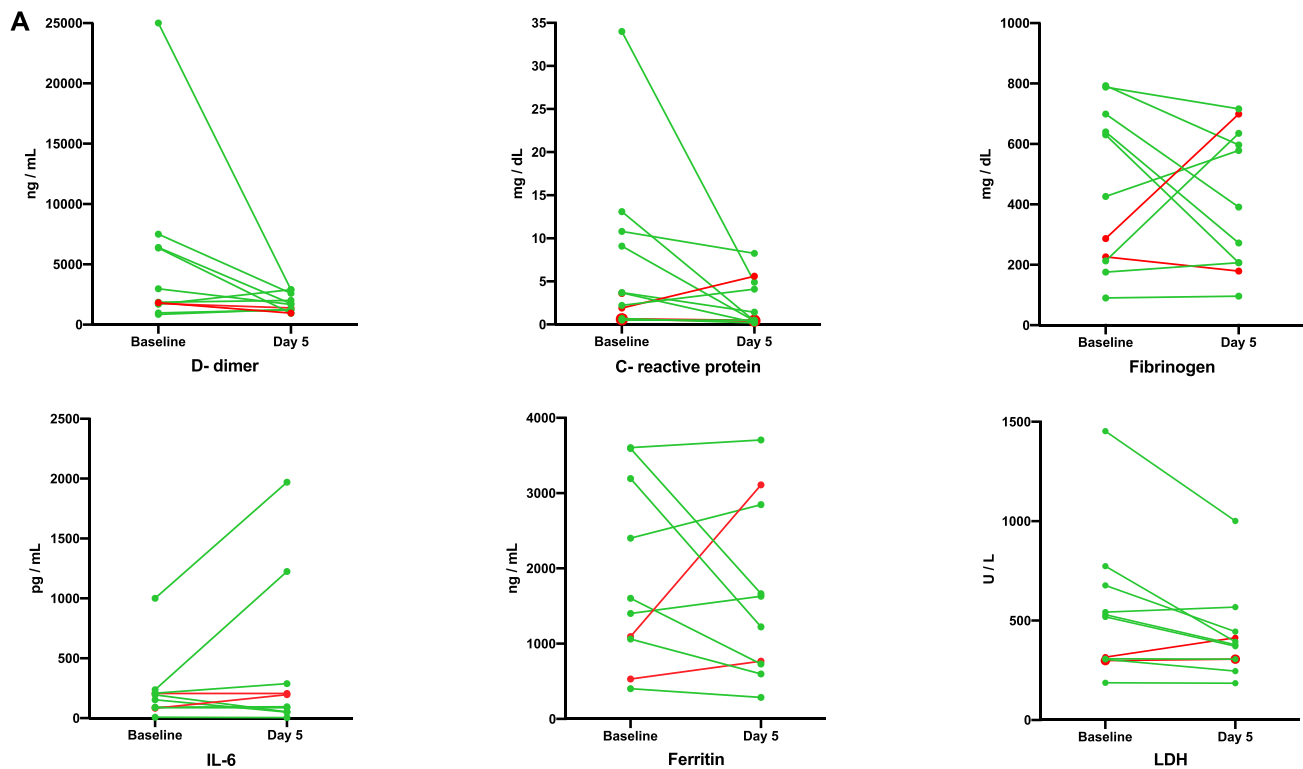 A
25000
20000
15000
10000
5000
0
ng / mL
Baseline Day 5
D- dimer
35
30
25
20
15
10
5
0
mg / dL
Baseline Day 5
C- reactive protein
1000
800
600
400
200
0
mg / dL
Baseline Day 5
Fibrinogen
2500
2000
1500
1000
500
0
pg / mL
Baseline Day 5
IL-6
4000
3000
2000
1000
0
ng / mL
Baseline Day 5
Ferritin
1500
1000
500
0
U / L
Baseline Day 5
LDH